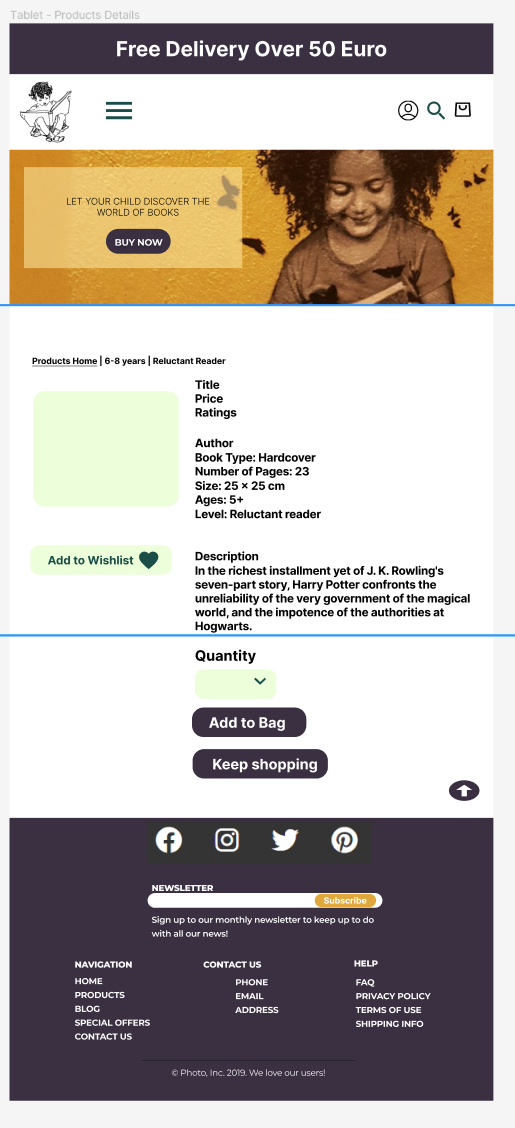 Tablet - Products Details
Free Delivery Over 50 Euro
LET YOUR CHILD DISCOVER THE
WORLD OF BOOKS
BUY NOW
Products Home | 6-8 years | Reluctant Reader
Title
Price
Ratings
Author
Book Type: Hardcover
Number of Pages: 23
Size: 25 × 25 cm
Ages: 5+
Level: Reluctant reader
Add to Wishlist
Description
In the richest installment yet of J. K. Rowling's
seven-part story, Harry Potter confronts the
unreliability of the very government of the magical
world, and the impotence of the authorities at
Hogwarts.
Quantity
Add to Bag
Keep shopping
NEWSLETTER
Subscribe
Sign up to our monthly newsletter to keep up to do
with all our news!
NAVIGATION
HOME
PRODUCTS
BLOG
SPECIAL OFFERS
CONTACT US
CONTACT US
PHONE
EMAIL
ADDRESS
HELP
FAQ
PRIVACY POLICY
TERMS OF USE
SHIPPING INFO
© Photo, Inc. 2019. We love our users!